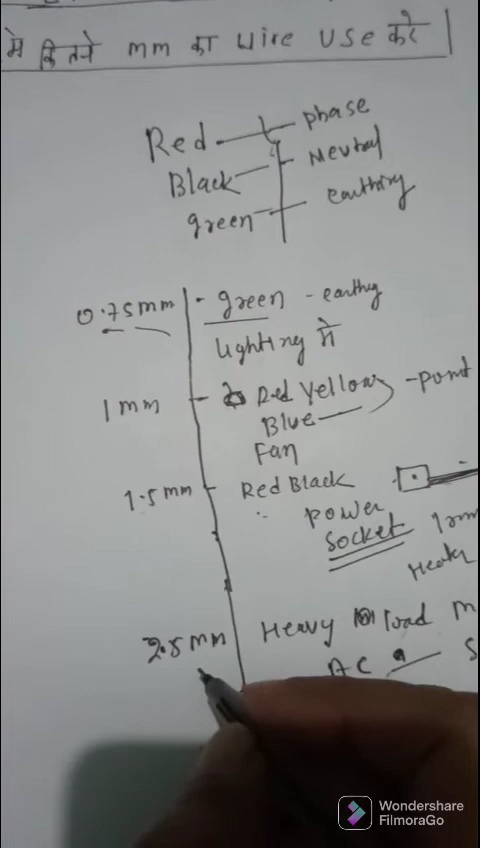 में कितने mm का wire use करे
Red - phase
Black - Neutral
green - earthing
0.75mm - green - earthing
lighting में
1mm - Red Yellow - point
Blue
Fan
1.5mm - Red Black
power
socket 1
Heater
2.5mm Heavy load
AC
Wondershare
FilmoraGo